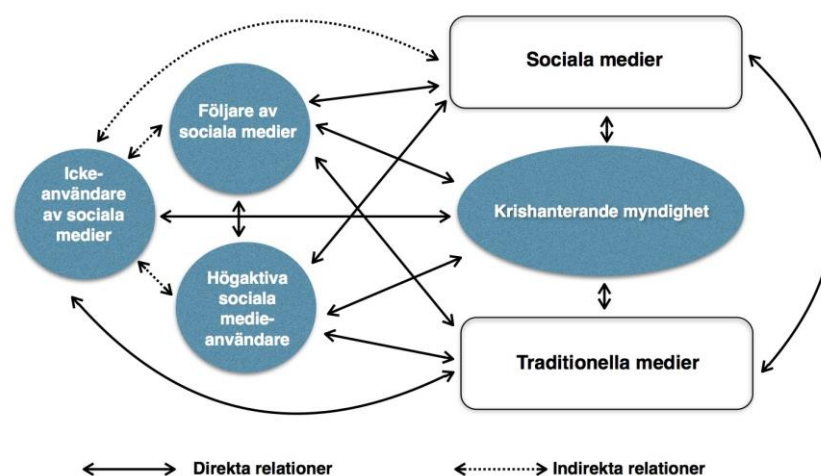 Sociala medier
Följare av
sociala medier
Icke-
användare
av sociala
medier
Krishanterande myndighet
Högaktiva
sociala
medie-
användare
Traditionella medier
Direkta relationer
Indirekta relationer